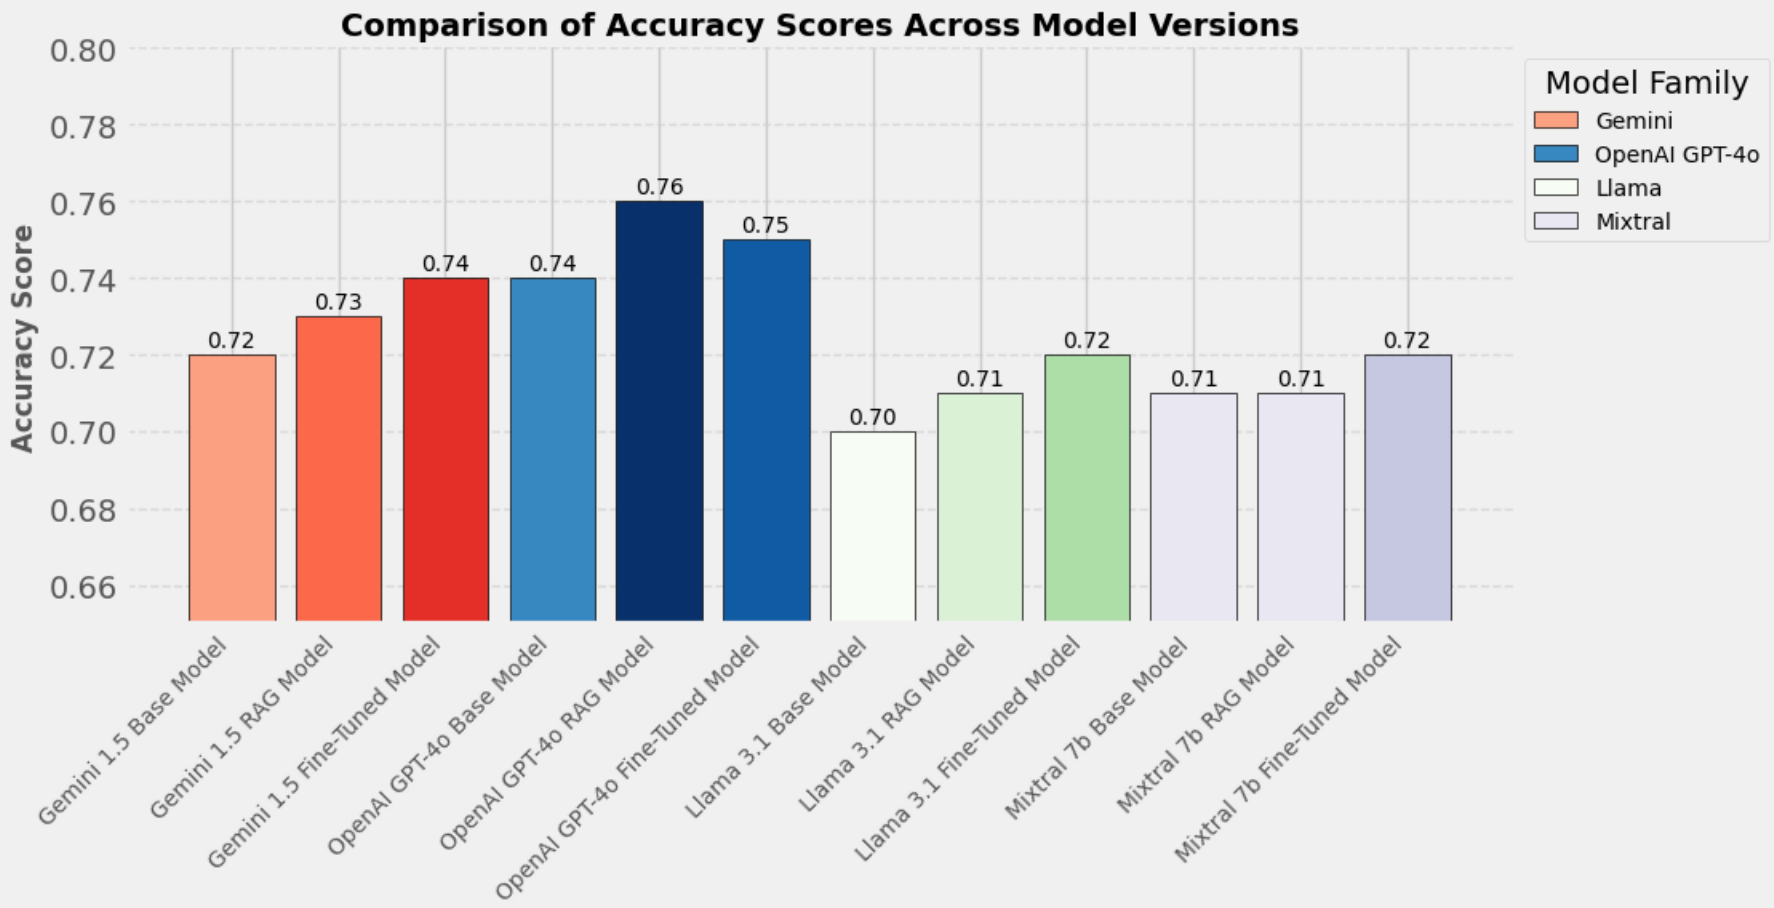 Comparison of Accuracy Scores Across Model Versions
Accuracy Score
0.80
0.78
0.76
0.74
0.72
0.70
0.68
0.66
0.72
0.73
0.74
0.74
0.76
0.75
0.70
0.71
0.72
0.71
0.71
0.72
Gemini 1.5 Base Model
Gemini 1.5 RAG Model
Gemini 1.5 Fine-Tuned Model
OpenAI GPT-4o Base Model
OpenAI GPT-4o RAG Model
OpenAI GPT-4o Fine-Tuned Model
Llama 3.1 Base Model
Llama 3.1 RAG Model
Llama 3.1 Fine-Tuned Model
Mixtral 7b Base Model
Mixtral 7b RAG Model
Mixtral 7b Fine-Tuned Model
Model Family
Gemini
OpenAI GPT-4o
Llama
Mixtral